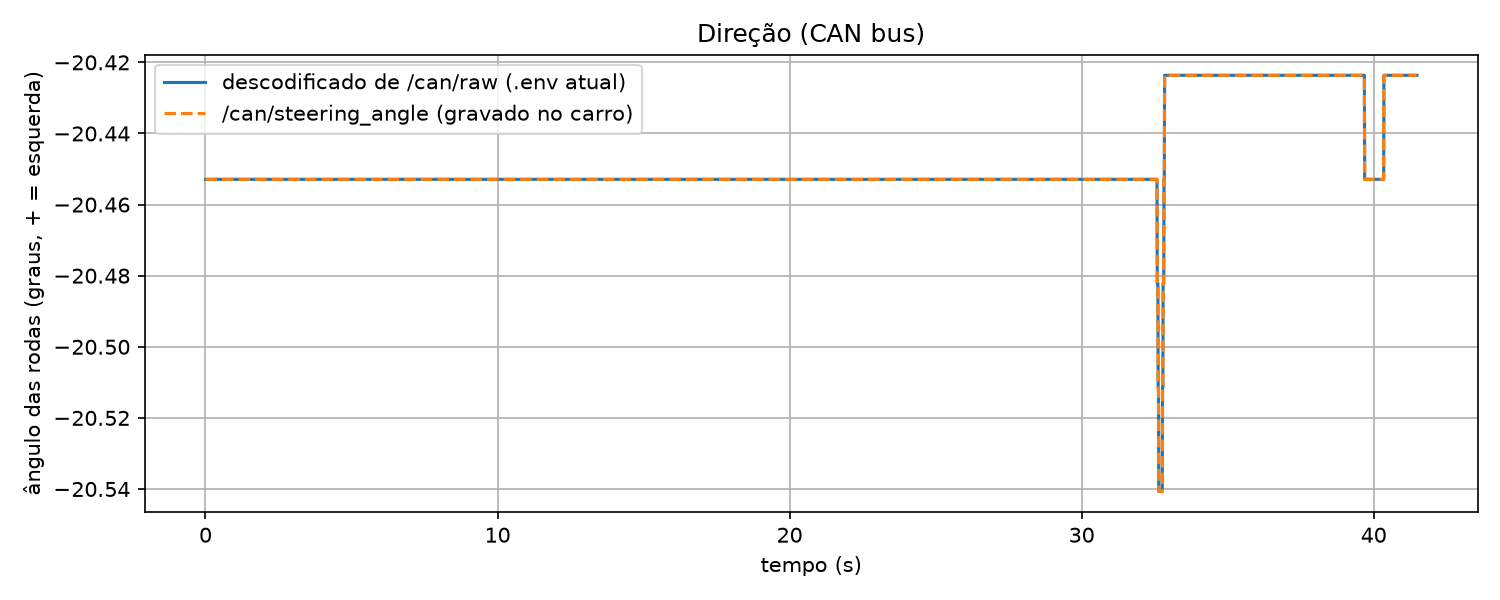 Direção (CAN bus)
descodificado de /can/raw (.env atual)
/can/steering_angle (gravado no carro)
ângulo das rodas (graus, + = esquerda)
−20.42
−20.44
−20.46
−20.48
−20.50
−20.52
−20.54
0 10 20 30 40
tempo (s)